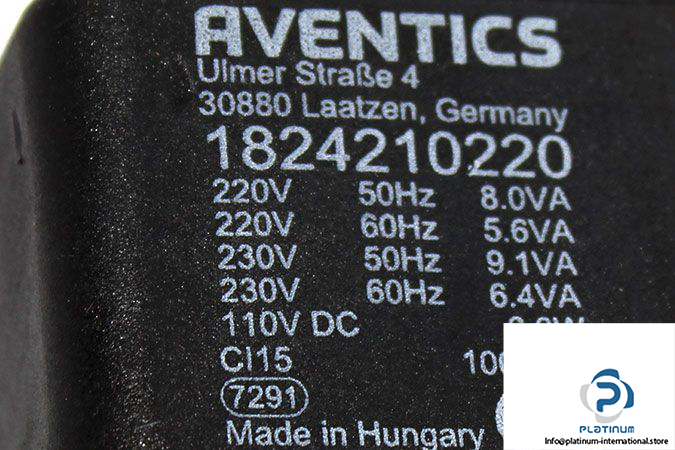 AVENTICS
Ulmer Straße 4
30880 Laatzen, Germany
1824210220
220V 50Hz 8.0VA
220V 60Hz 5.6VA
230V 50Hz 9.1VA
230V 60Hz 6.4VA
110V DC
CI15
7291
Made in Hungary
PLATINUM
Info@platinum-international.store